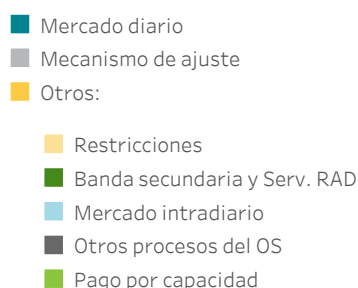 Mercado diario
Mecanismo de ajuste
Otros:
Restricciones
Banda secundaria y Serv. RAD
Mercado intradiario
Otros procesos del OS
Pago por capacidad